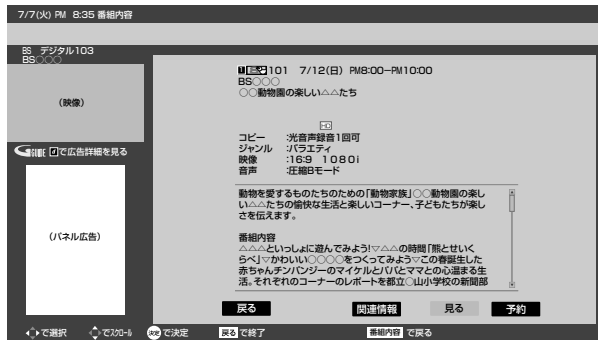 7/7(火) PM 8:35 番組内容
BS デジタル103
BS○○○
(映像)
GUIDE dで広告詳細を見る
(パネル広告)
101 7/12(日) PM8:00-PM10:00
BS○○○
○○動物園の楽しい△△たち
HD
コピー :光音声録音1回可
ジャンル :バラエティ
映像 :16:9 1080i
音声 :圧縮Bモード
動物を愛するものたちのための「動物家族」○○動物園の楽し
い△△たちの愉快な生活と楽しいコーナー、子どもたちが楽し
さを伝えます。
番組内容
△△△といっしょに遊んでみよう!▽△△の時間「熊とせいく
らべ」▽かわいい○○○○をつくってみよう▽この春誕生した
赤ちゃんチンパンジーのマイケルとパパとママとの心温まる生
活。それぞれのコーナーのレポートを都立○山小学校の新聞部
戻る 関連情報 見る 予約
で選択 でスクロール 決定 で決定 戻る で終了 番組内容 で戻る